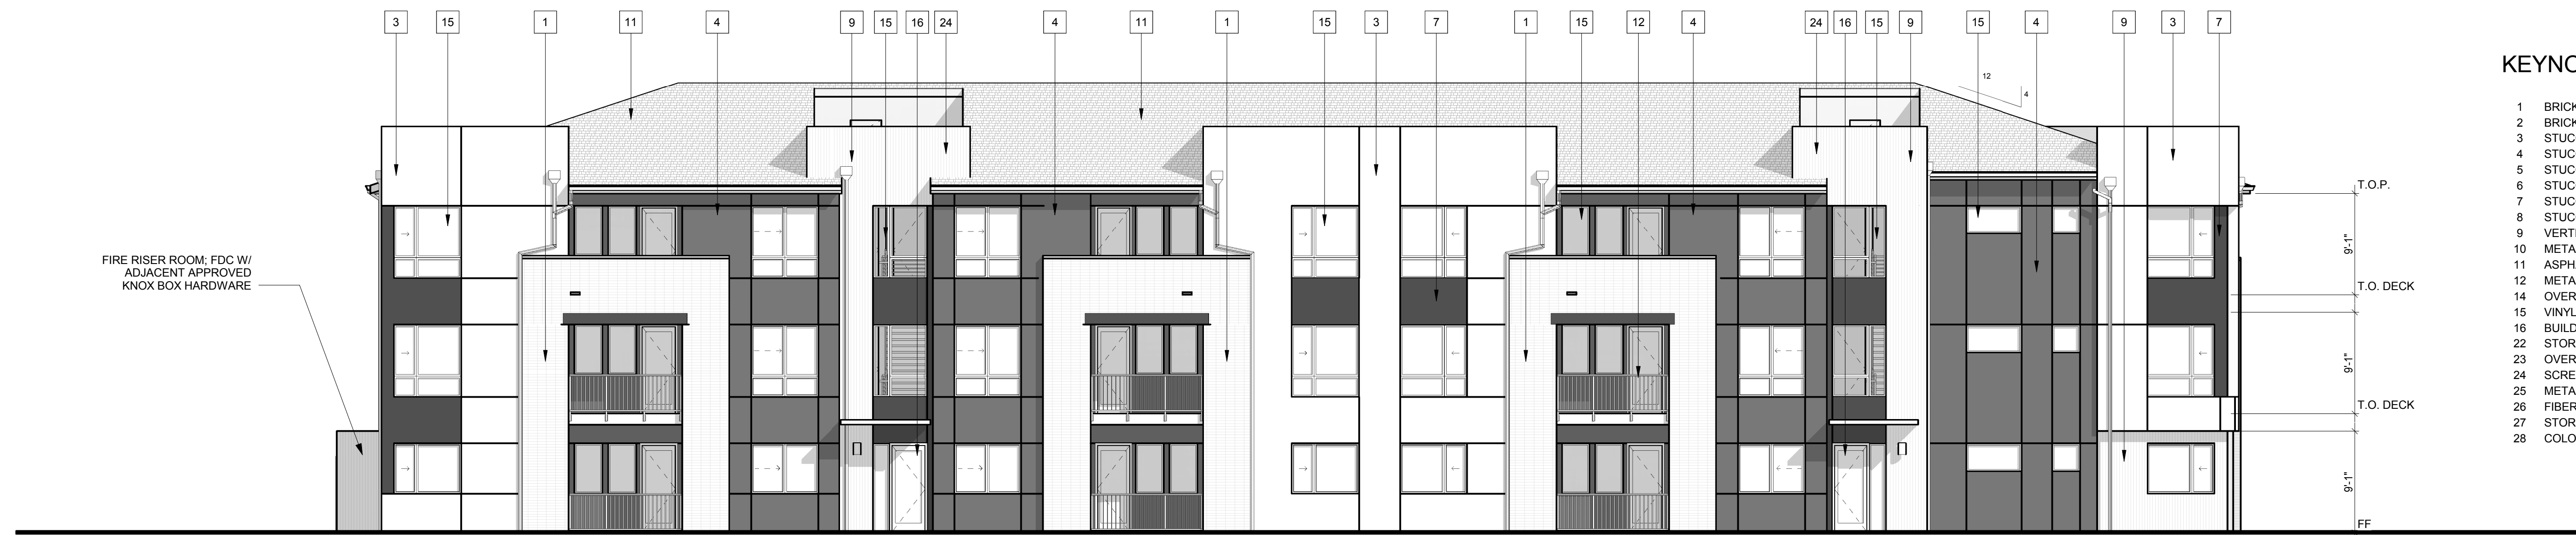 3 15 1 11 4 9 15 16 24 4 11 1 15 3 7 1 15 12 4 24 16 15 9 15 4 9 3 7
KEYNO
12
4
1 BRICK
2 BRICK
3 STUC
4 STUC
5 STUC
6 STUC
7 STUC
8 STUC
9 VERTI
10 META
11 ASPHA
12 META
14 OVER
15 VINYL
16 BUILD
22 STOR
23 OVER
24 SCRE
25 META
26 FIBER
27 STOR
28 COLO
T.O.P.
9'-1"
T.O. DECK
9'-1"
T.O. DECK
9'-1"
FF
FIRE RISER ROOM; FDC W/
ADJACENT APPROVED
KNOX BOX HARDWARE